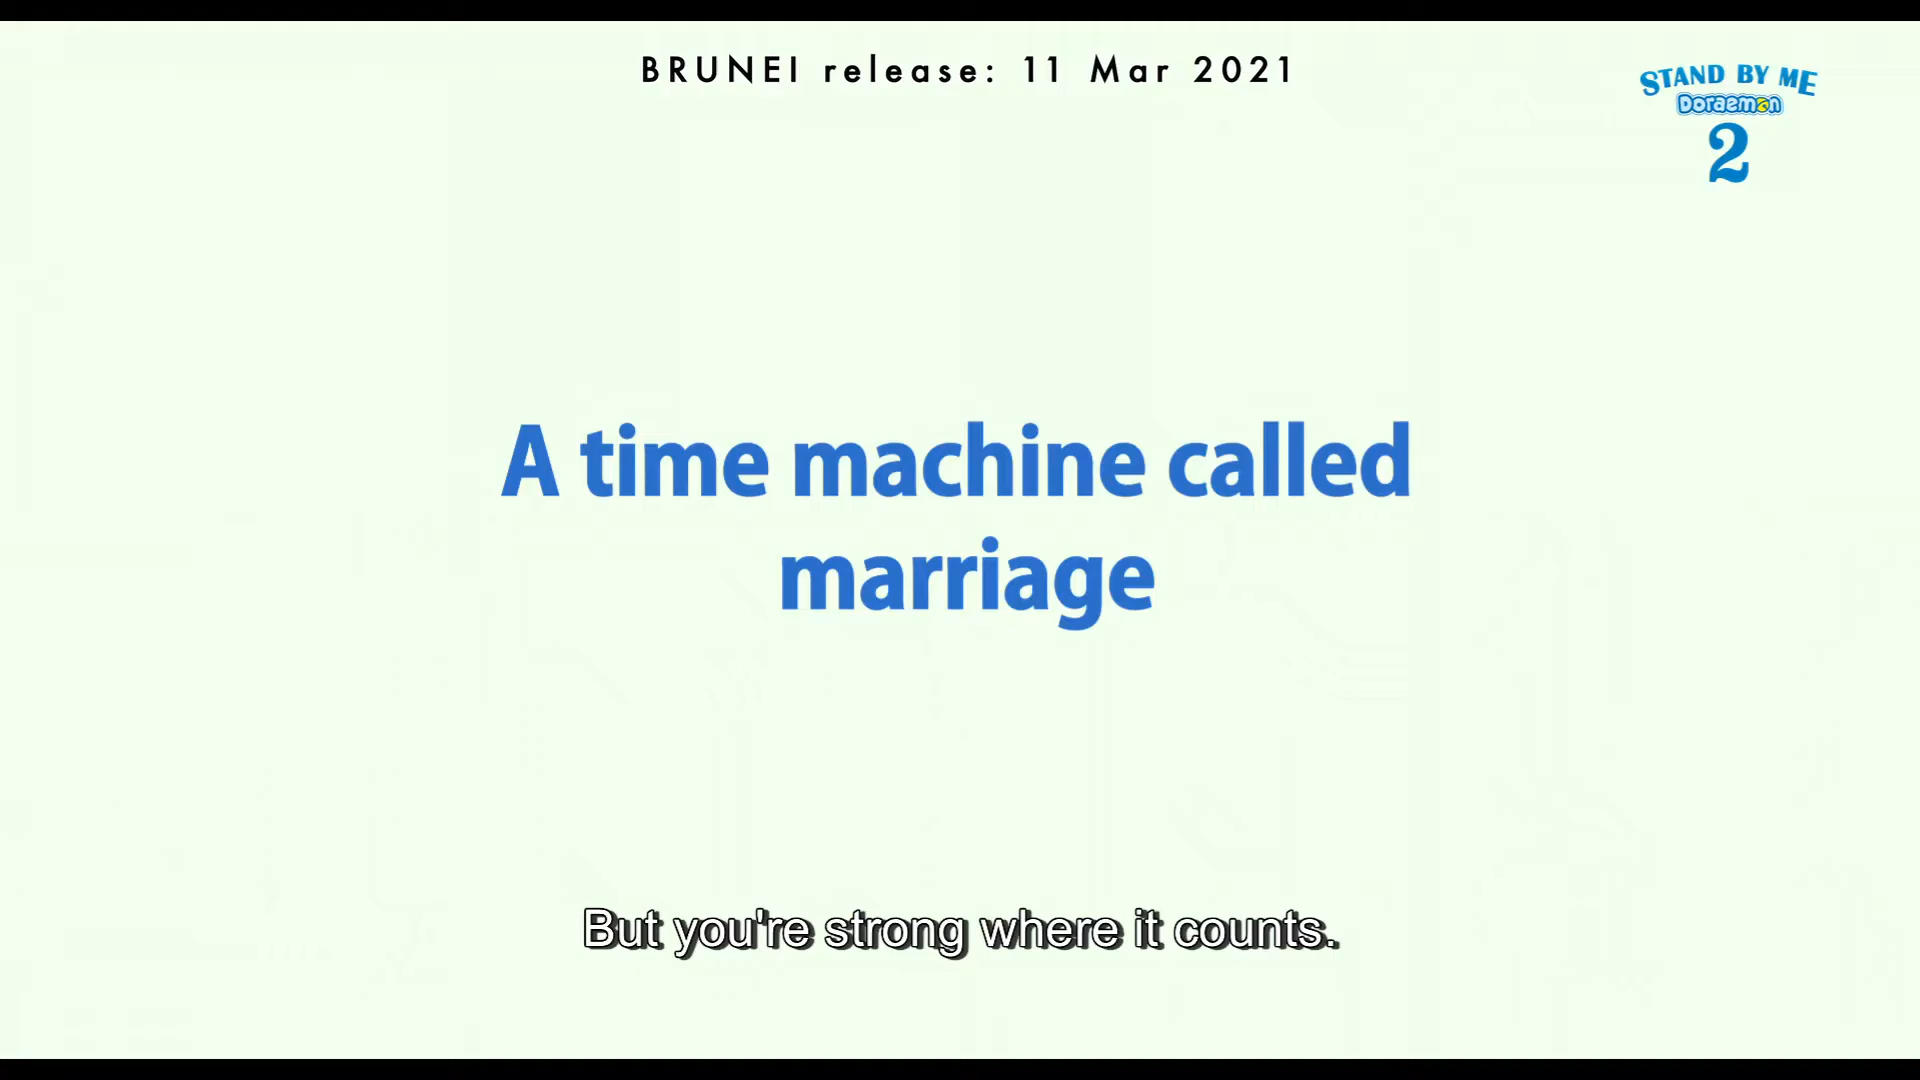 BRUNEI release: 11 Mar 2021
STAND BY ME
Doraemon
2
A time machine called
marriage
But you're strong where it counts.